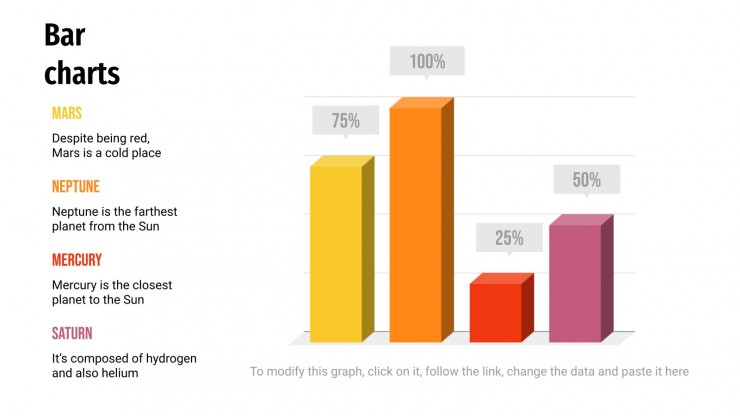 Bar
charts
MARS
Despite being red,
Mars is a cold place
NEPTUNE
Neptune is the farthest
planet from the Sun
MERCURY
Mercury is the closest
planet to the Sun
SATURN
It's composed of hydrogen
and also helium
75%
100%
25%
50%
To modify this graph, click on it, follow the link, change the data and paste it here